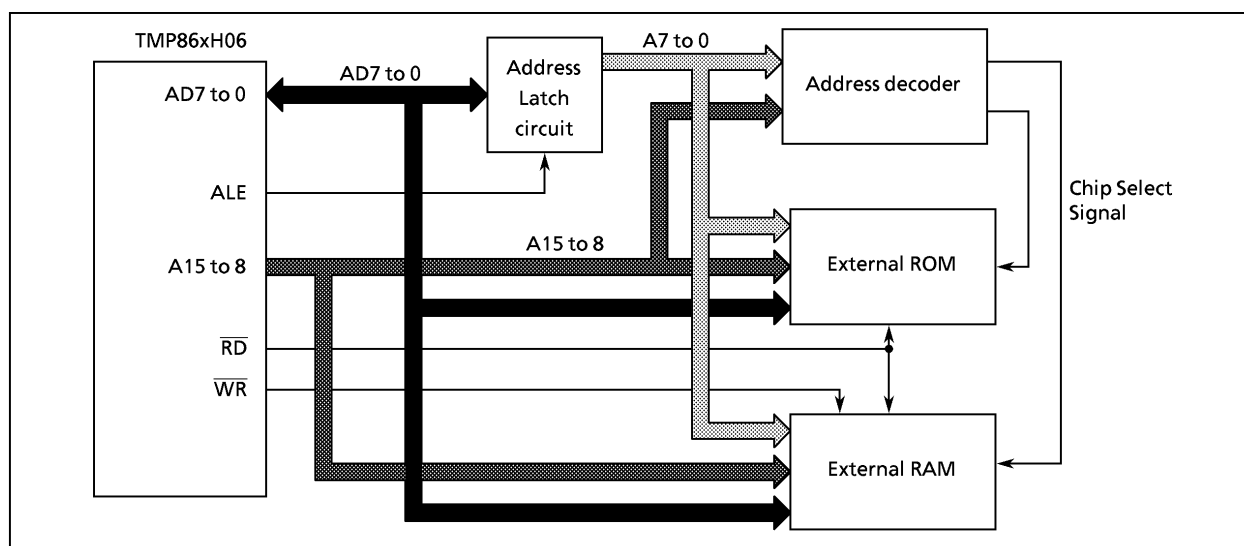 TMP86xH06
AD7 to 0
ALE
A15 to 8
RD
WR
AD7 to 0
Address
Latch
circuit
A7 to 0
A15 to 8
Address decoder
External ROM
External RAM
Chip Select
Signal